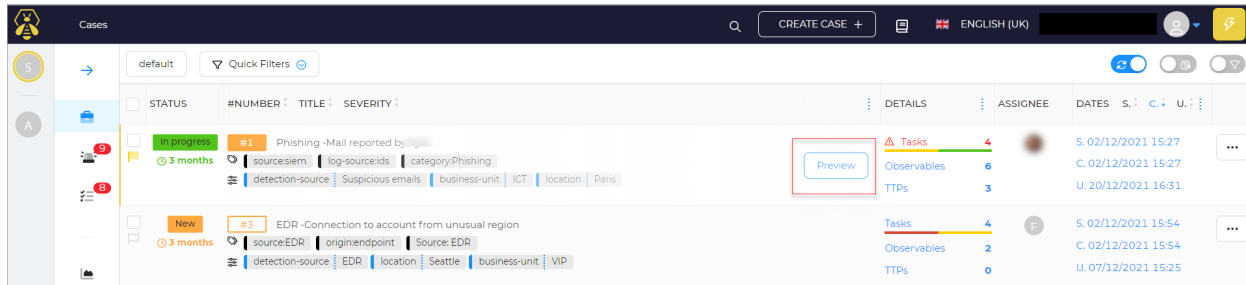 Cases
CREATE CASE +
ENGLISH (UK)
S
default
Quick Filters
A
STATUS #NUMBER TITLE SEVERITY DETAILS ASSIGNEE DATES S. C. U.
9
8
In progress #1 Phishing -Mail reported by
3 months
source:siem log-source:ids category:Phishing
detection-source Suspicious emails business-unit ICT location Paris
Preview
Tasks 4
Observables 6
TTPs 3
S. 02/12/2021 15:27
C. 02/12/2021 15:27
U. 20/12/2021 16:31
...
New #3 EDR -Connection to account from unusual region
3 months
source:EDR origin:endpoint Source: EDR
detection-source EDR location Seattle business-unit VIP
Tasks 4
Observables 2
TTPs 0
F
S. 02/12/2021 15:54
C. 02/12/2021 15:54
U. 07/12/2021 15:25
...